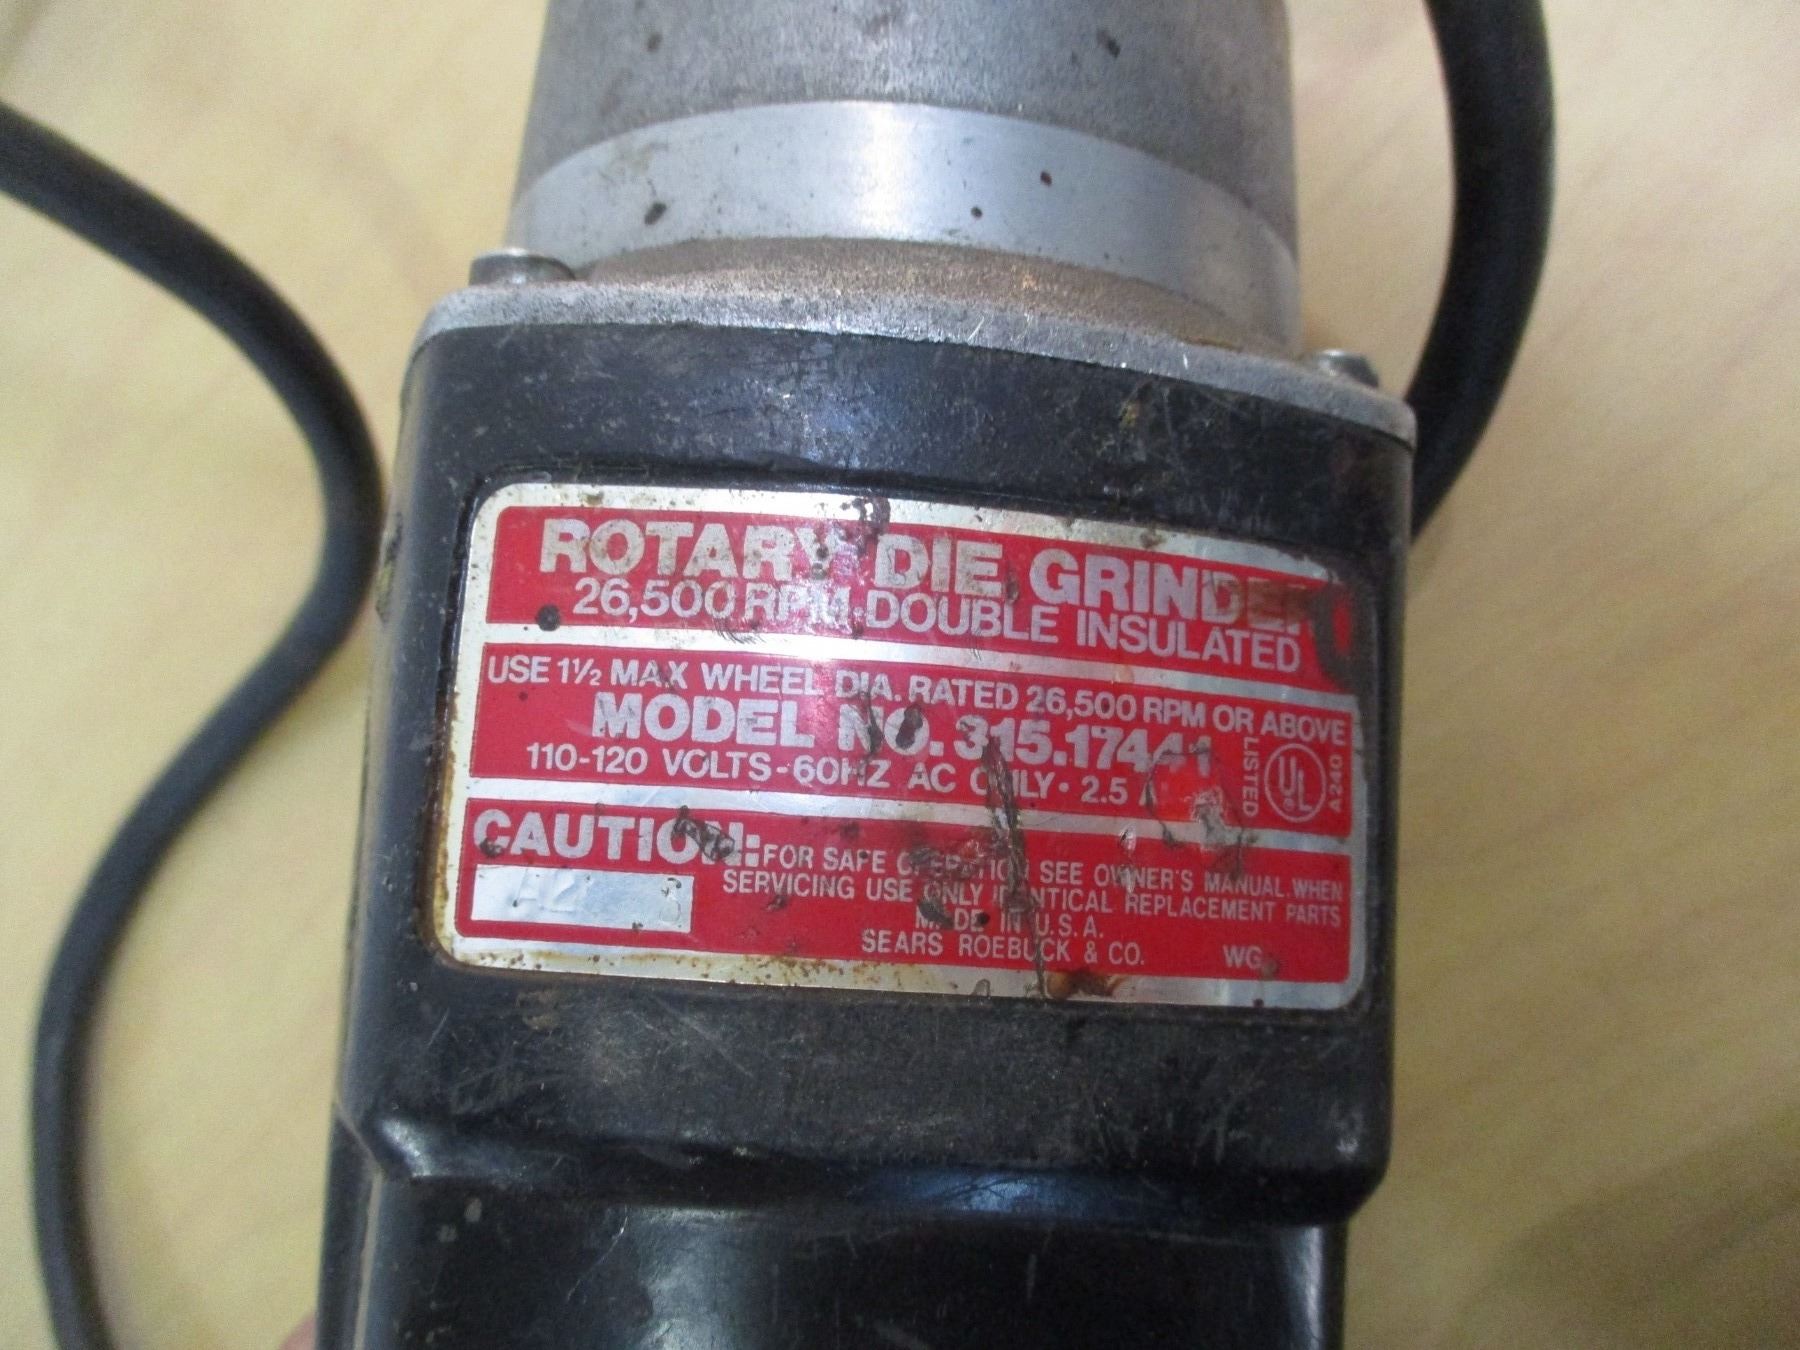 ROTARY DIE GRINDER
26,500 RPM·DOUBLE INSULATED
USE 1½ MAX WHEEL DIA. RATED 26,500 RPM OR ABOVE
MODEL NO. 315.17441
110-120 VOLTS-60HZ AC ONLY • 2.5
LISTED
UL
®
A240
CAUTION: FOR SAFE OPERATION SEE OWNER'S MANUAL. WHEN
SERVICING USE ONLY IDENTICAL REPLACEMENT PARTS
MADE IN U.S.A.
SEARS ROEBUCK & CO. WG